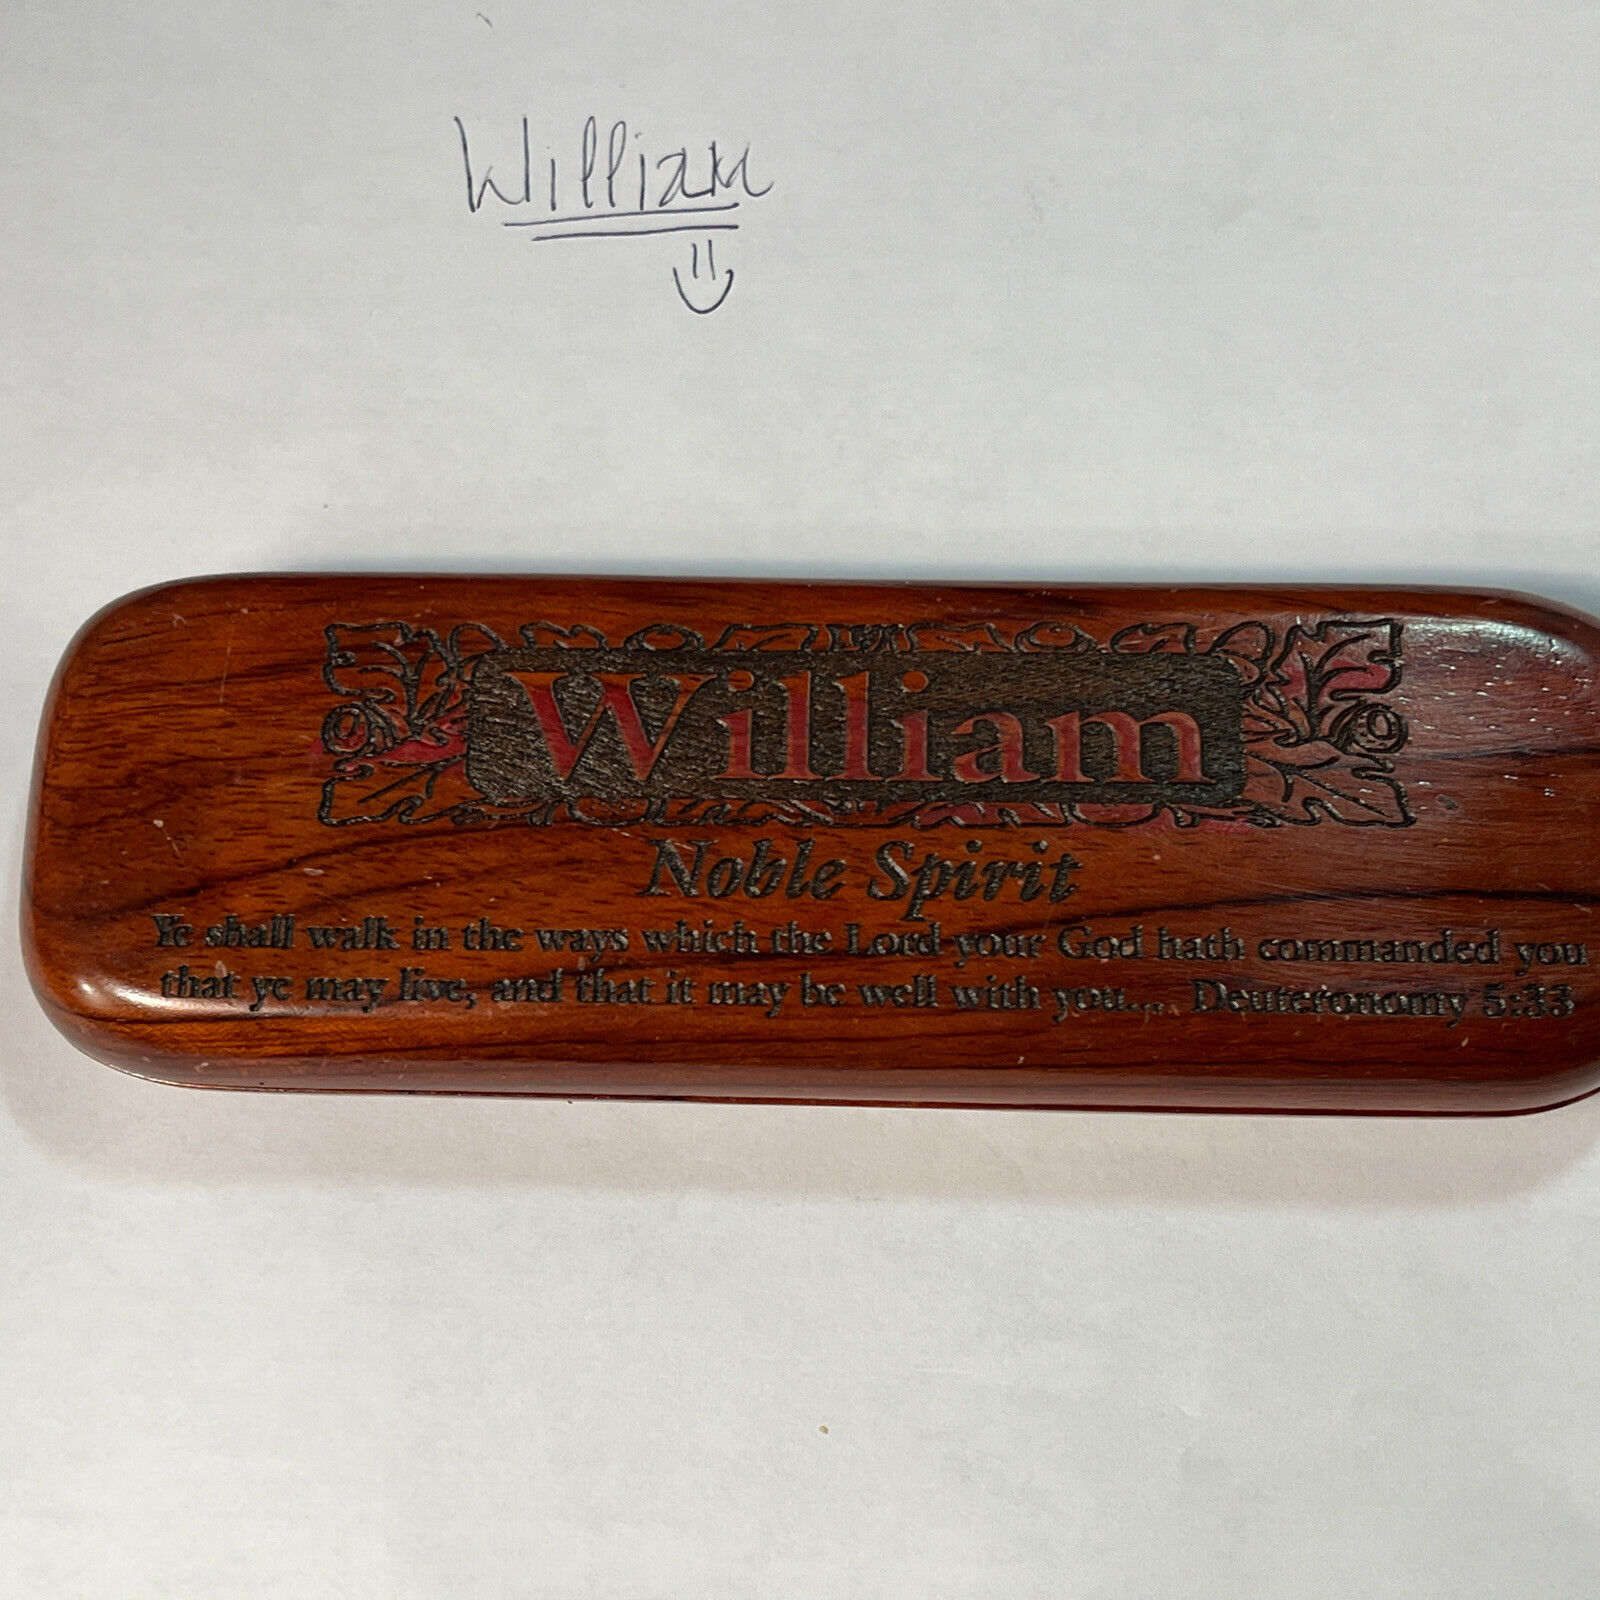 William
William
Noble Spirit
Ye shall walk in the ways which the Lord your God hath commanded you
that ye may live, and that it may be well with you.... Deuteronomy 5:33